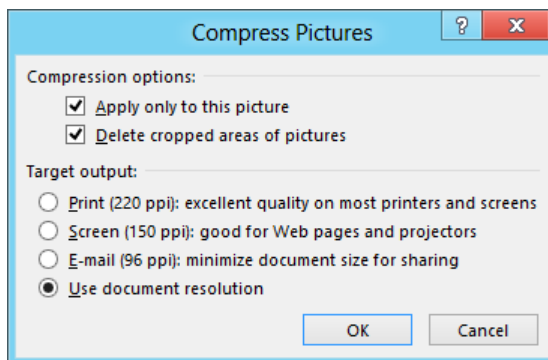 Compress Pictures
? X
Compression options:
Apply only to this picture
Delete cropped areas of pictures
Target output:
Print (220 ppi): excellent quality on most printers and screens
Screen (150 ppi): good for Web pages and projectors
E-mail (96 ppi): minimize document size for sharing
Use document resolution
OK Cancel